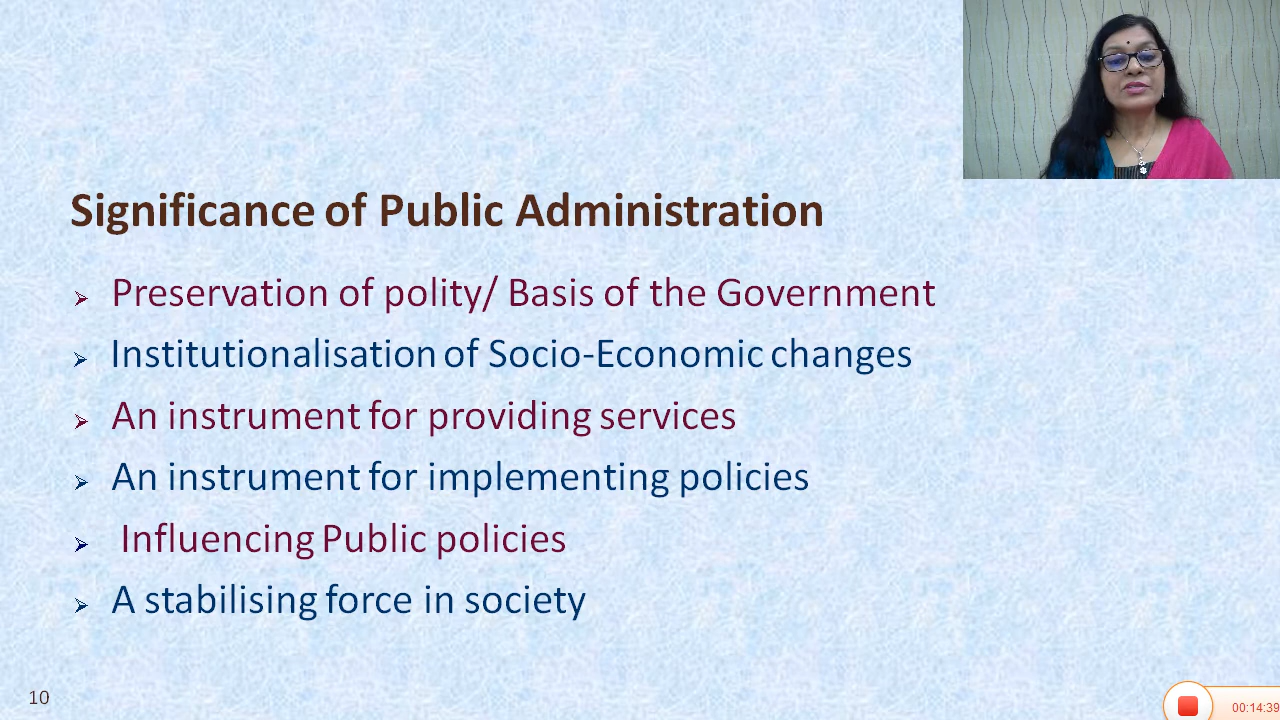 Significance of Public Administration
➢ Preservation of polity/ Basis of the Government
➢ Institutionalisation of Socio-Economic changes
➢ An instrument for providing services
➢ An instrument for implementing policies
➢ Influencing Public policies
➢ A stabilising force in society
10
00:14:39